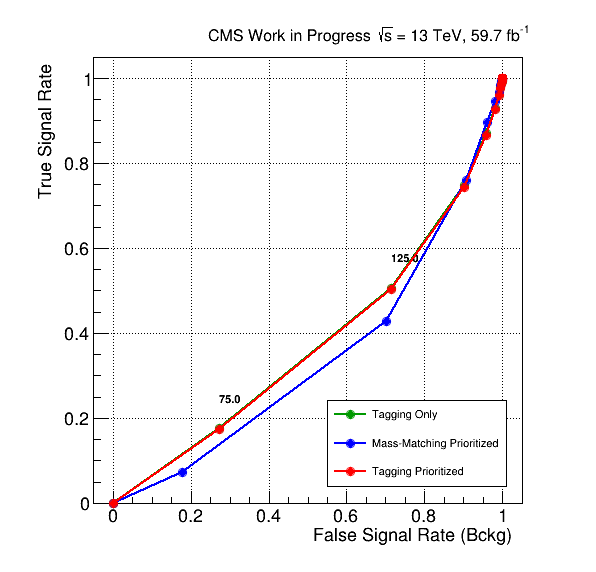 CMS Work in Progress √s = 13 TeV, 59.7 fb⁻¹
True Signal Rate
1
0.8
0.6
0.4
0.2
0
125.0
75.0
Tagging Only
Mass-Matching Prioritized
Tagging Prioritized
0 0.2 0.4 0.6 0.8 1
False Signal Rate (Bckg)